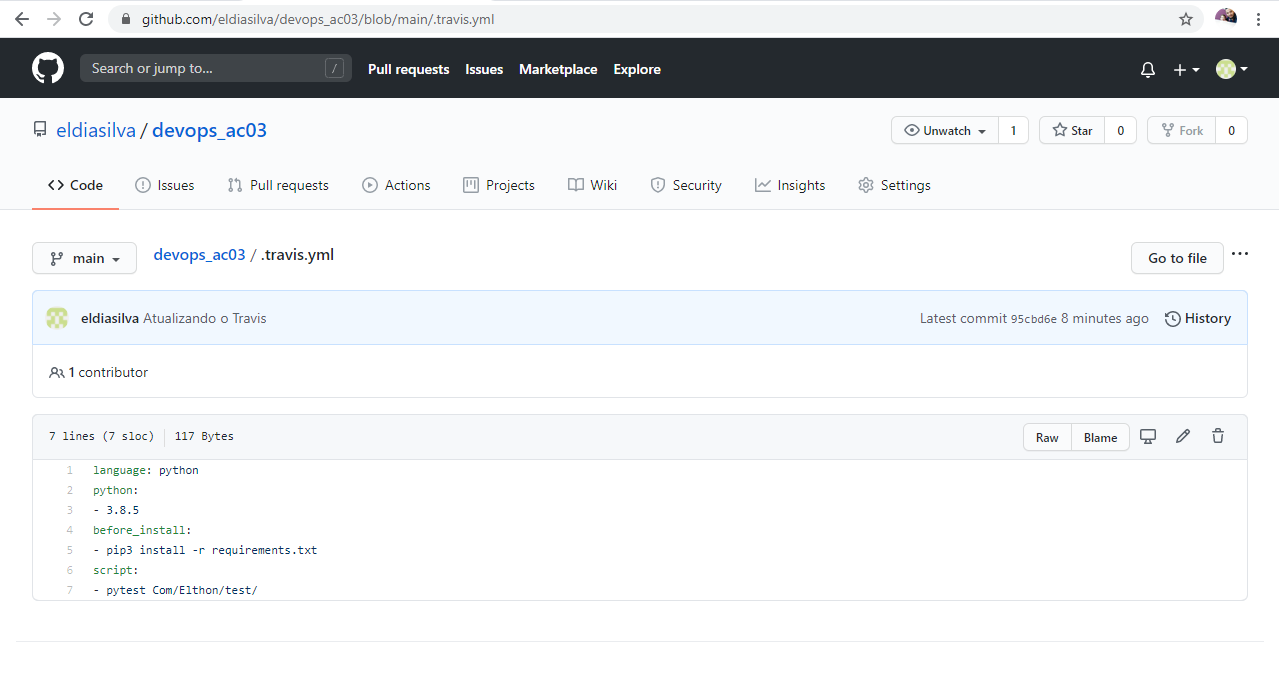 github.com/eldiasilva/devops_ac03/blob/main/.travis.yml
Search or jump to... / Pull requests Issues Marketplace Explore
eldiasilva / devops_ac03 Unwatch 1 Star 0 Fork 0
Code Issues Pull requests Actions Projects Wiki Security Insights Settings
main devops_ac03 / .travis.yml Go to file
eldiasilva Atualizando o Travis Latest commit 95cbd6e 8 minutes ago History
1 contributor
7 lines (7 sloc) 117 Bytes Raw Blame
1 language: python
2 python:
3 - 3.8.5
4 before_install:
5 - pip3 install -r requirements.txt
6 script:
7 - pytest Com/Elthon/test/